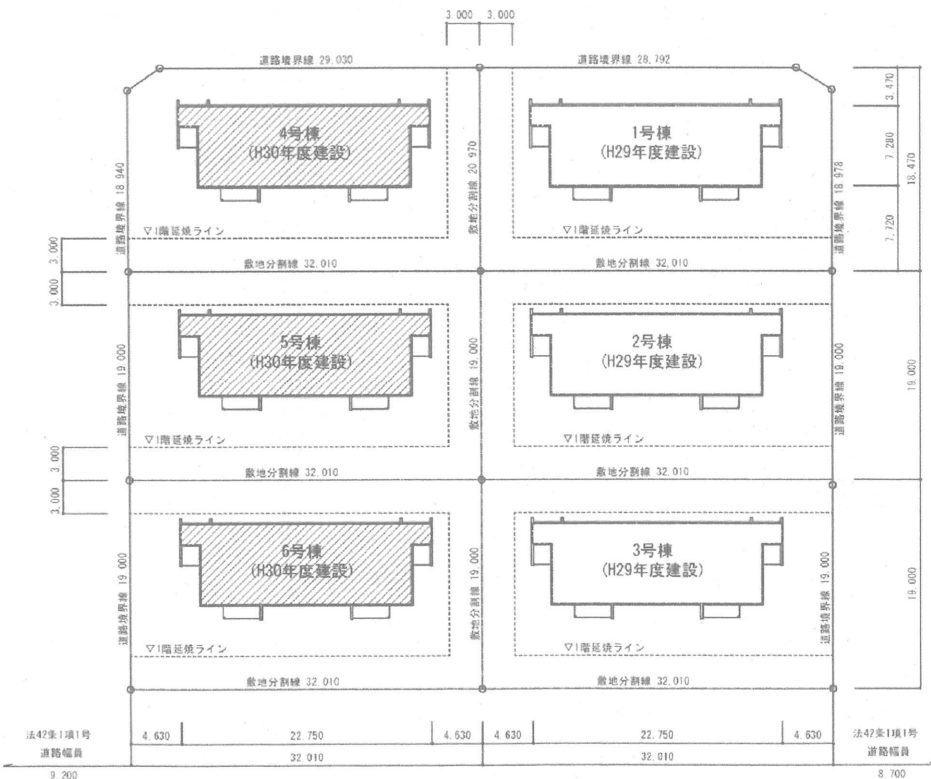 3.000
3.000
道路境界線 29.030
道路境界線 28.792
4号棟
(H30年度建設)
1号棟
(H29年度建設)
道路境界線 18.940
敷地分割線 20.970
道路境界線 18.978
3.470
7.280
7.720
18.470
▽1階延焼ライン
▽1階延焼ライン
3.000
3.000
敷地分割線 32.010
敷地分割線 32.010
5号棟
(H30年度建設)
2号棟
(H29年度建設)
道路境界線 19.000
敷地分割線 19.000
道路境界線 19.000
19.000
▽1階延焼ライン
▽1階延焼ライン
3.000
3.000
敷地分割線 32.010
敷地分割線 32.010
6号棟
(H30年度建設)
3号棟
(H29年度建設)
道路境界線 19.000
敷地分割線 19.000
道路境界線 19.000
19.000
▽1階延焼ライン
▽1階延焼ライン
敷地分割線 32.010
敷地分割線 32.010
法42条1項1号
道路幅員
9.200
4.630
22.750
4.630
4.630
22.750
4.630
32.010
32.010
法42条1項1号
道路幅員
8.700